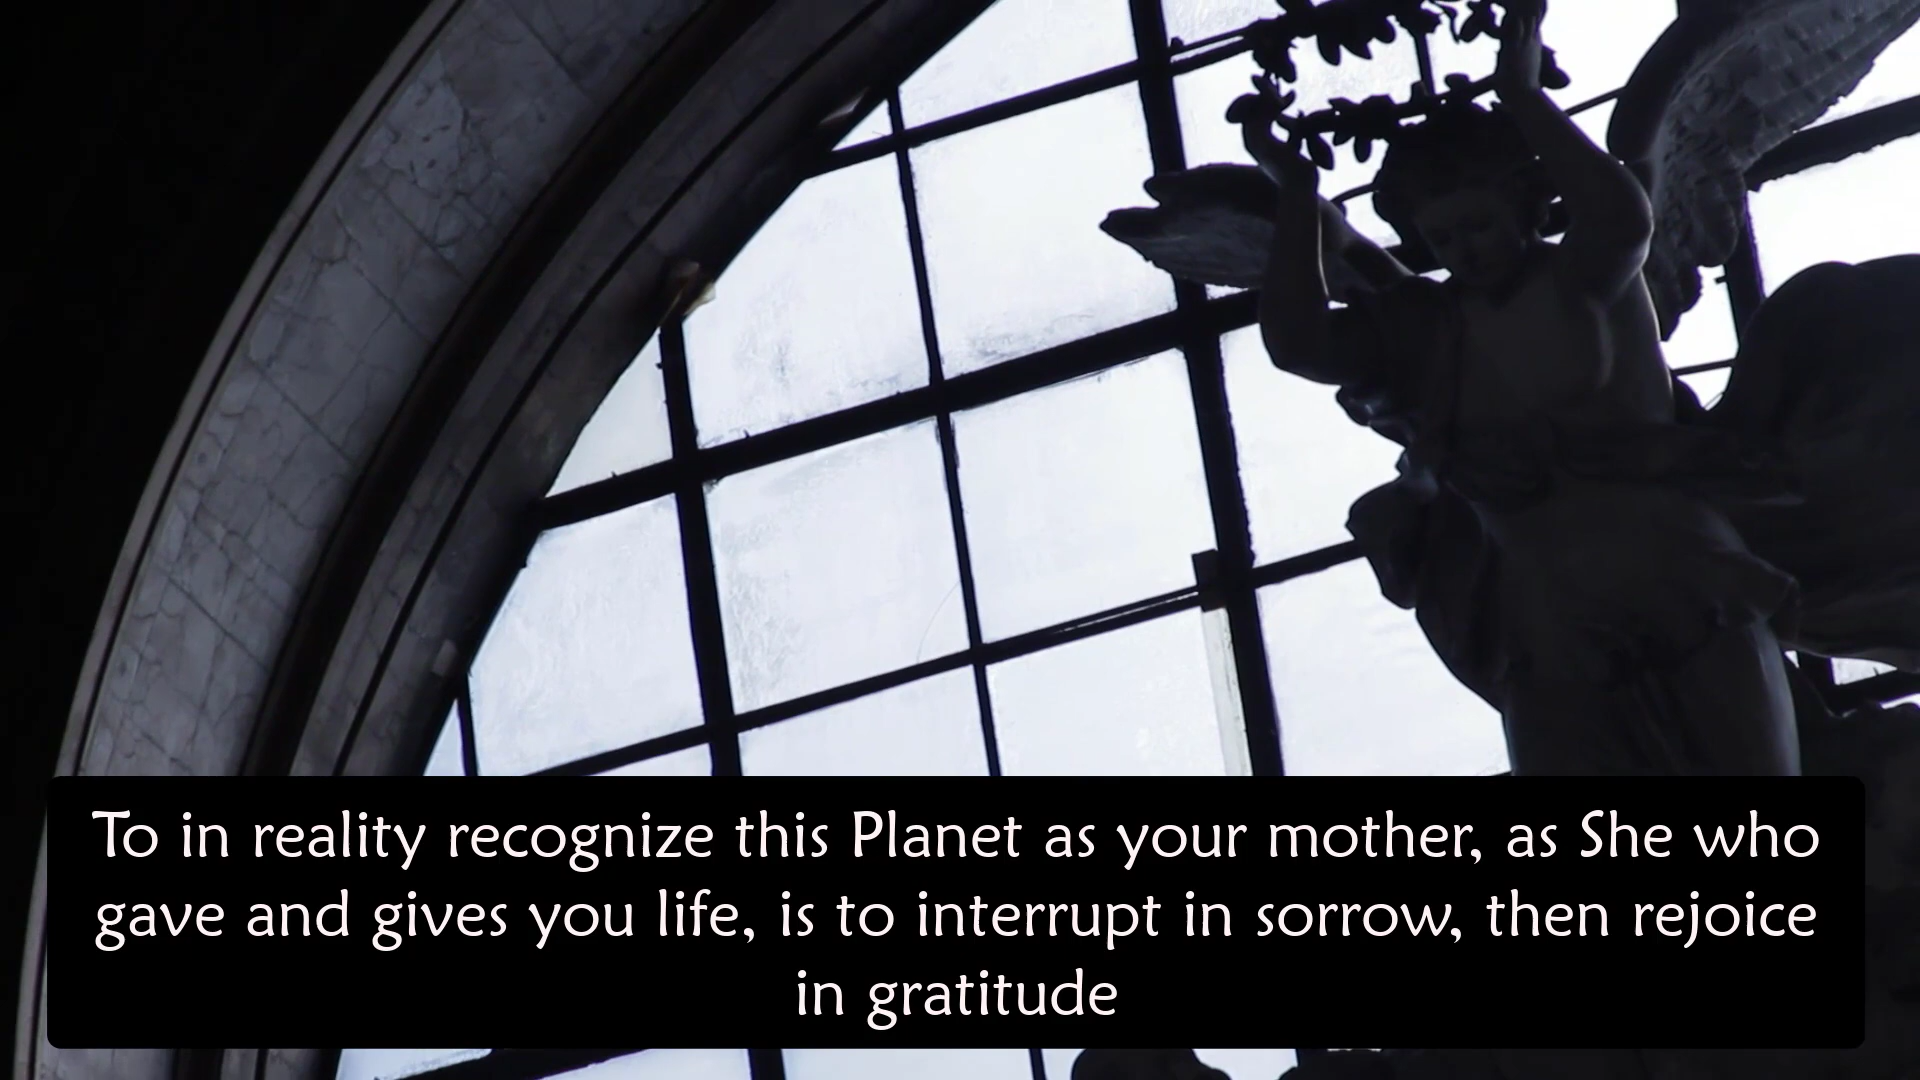 To in reality recognize this Planet as your mother, as She who
gave and gives you life, is to interrupt in sorrow, then rejoice
in gratitude